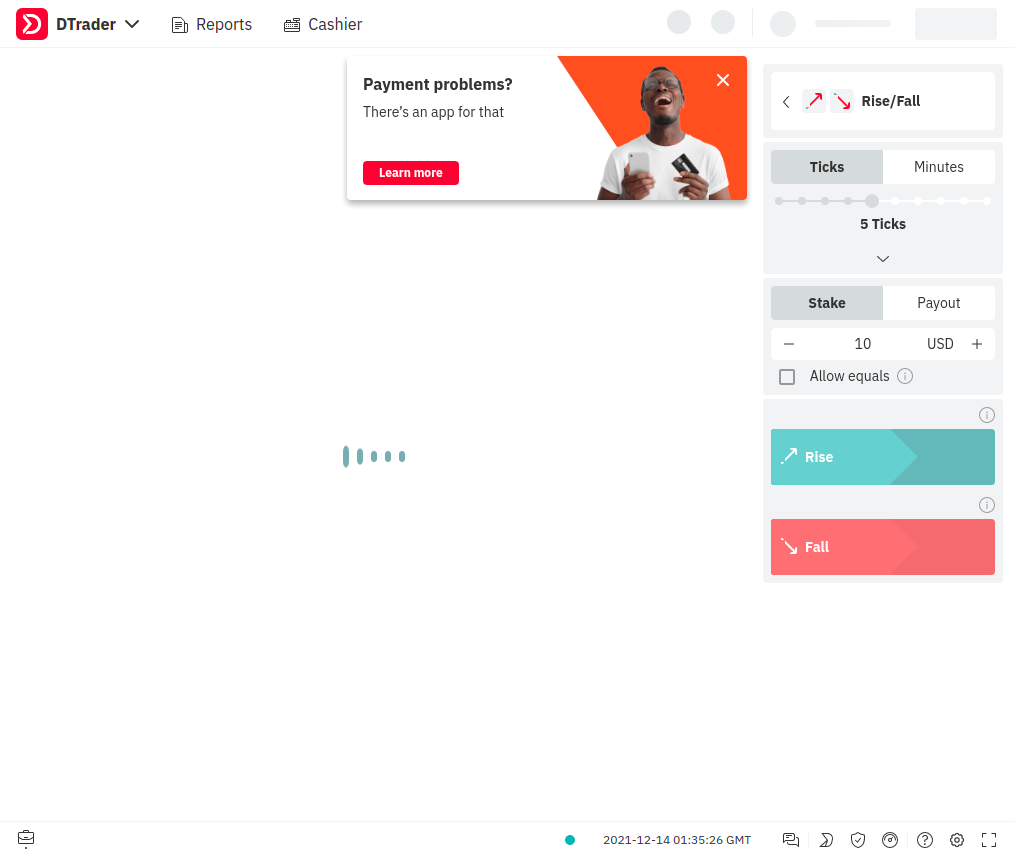 DTrader
Reports
Cashier
Payment problems?
There's an app for that
Learn more
Rise/Fall
Ticks
Minutes
5 Ticks
Stake
Payout
10
USD
Allow equals
Rise
Fall
2021-12-14 01:35:26 GMT